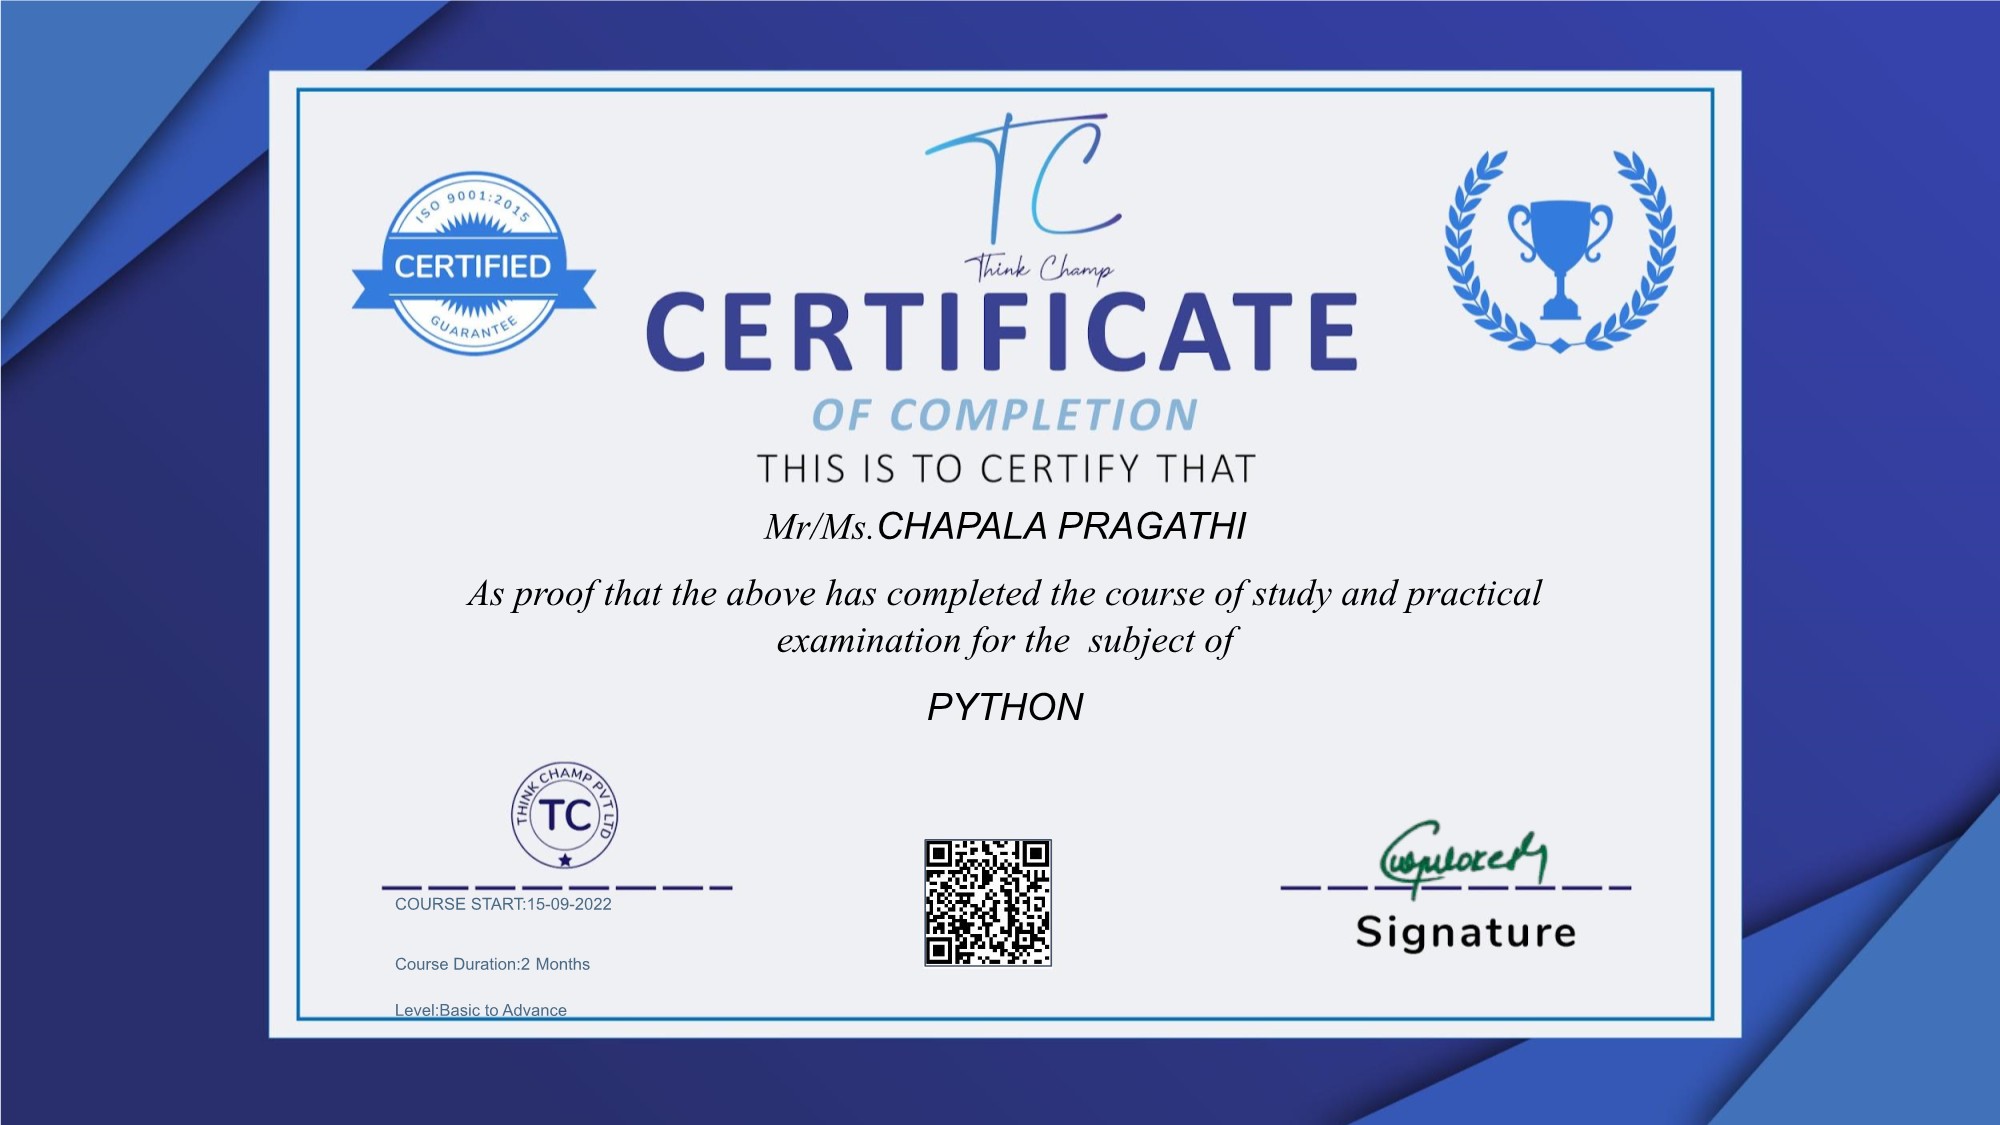 TC
Think Champ
ISO 9001:2015
CERTIFIED
GUARANTEE
CERTIFICATE
OF COMPLETION
THIS IS TO CERTIFY THAT
Mr/Ms.CHAPALA PRAGATHI
As proof that the above has completed the course of study and practical
examination for the subject of
PYTHON
THINK CHAMP PVT LTD
TC
COURSE START:15-09-2022
Course Duration:2 Months
Level:Basic to Advance
Signature